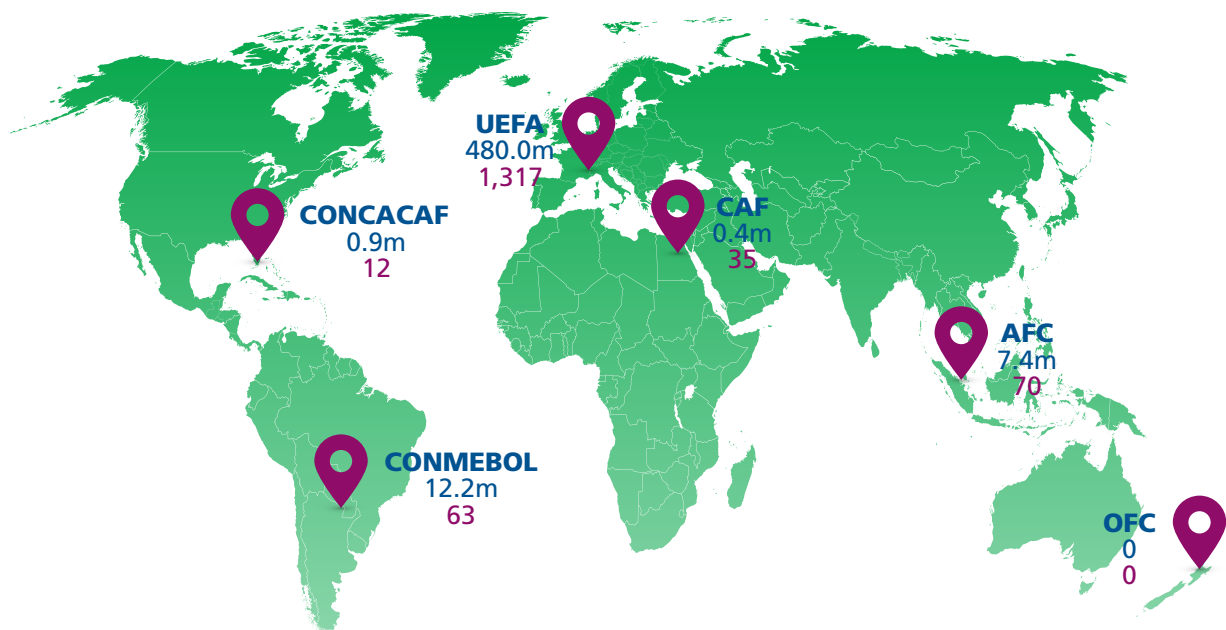 UEFA
480.0m
1,317
CAF
0.4m
35
CONCACAF
0.9m
12
AFC
7.4m
70
CONMEBOL
12.2m
63
OFC
0
0